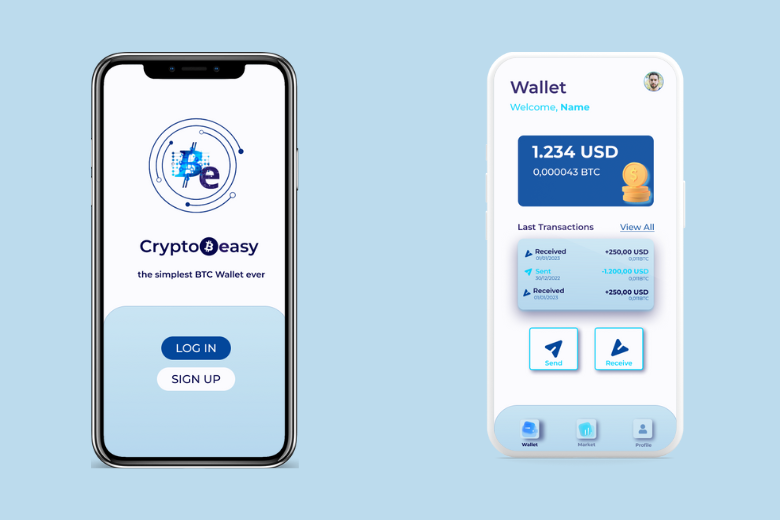 Be
Crypto₿easy
the simplest BTC Wallet ever
LOG IN
SIGN UP
Wallet
Welcome, Name
1.234 USD
0,000043 BTC
Last Transactions View All
Received +250,00 USD
01/01/2023
Sent -1.200,00 USD
30/12/2022
Received +250,00 USD
01/01/2023
Send Receive
Wallet Market Profile